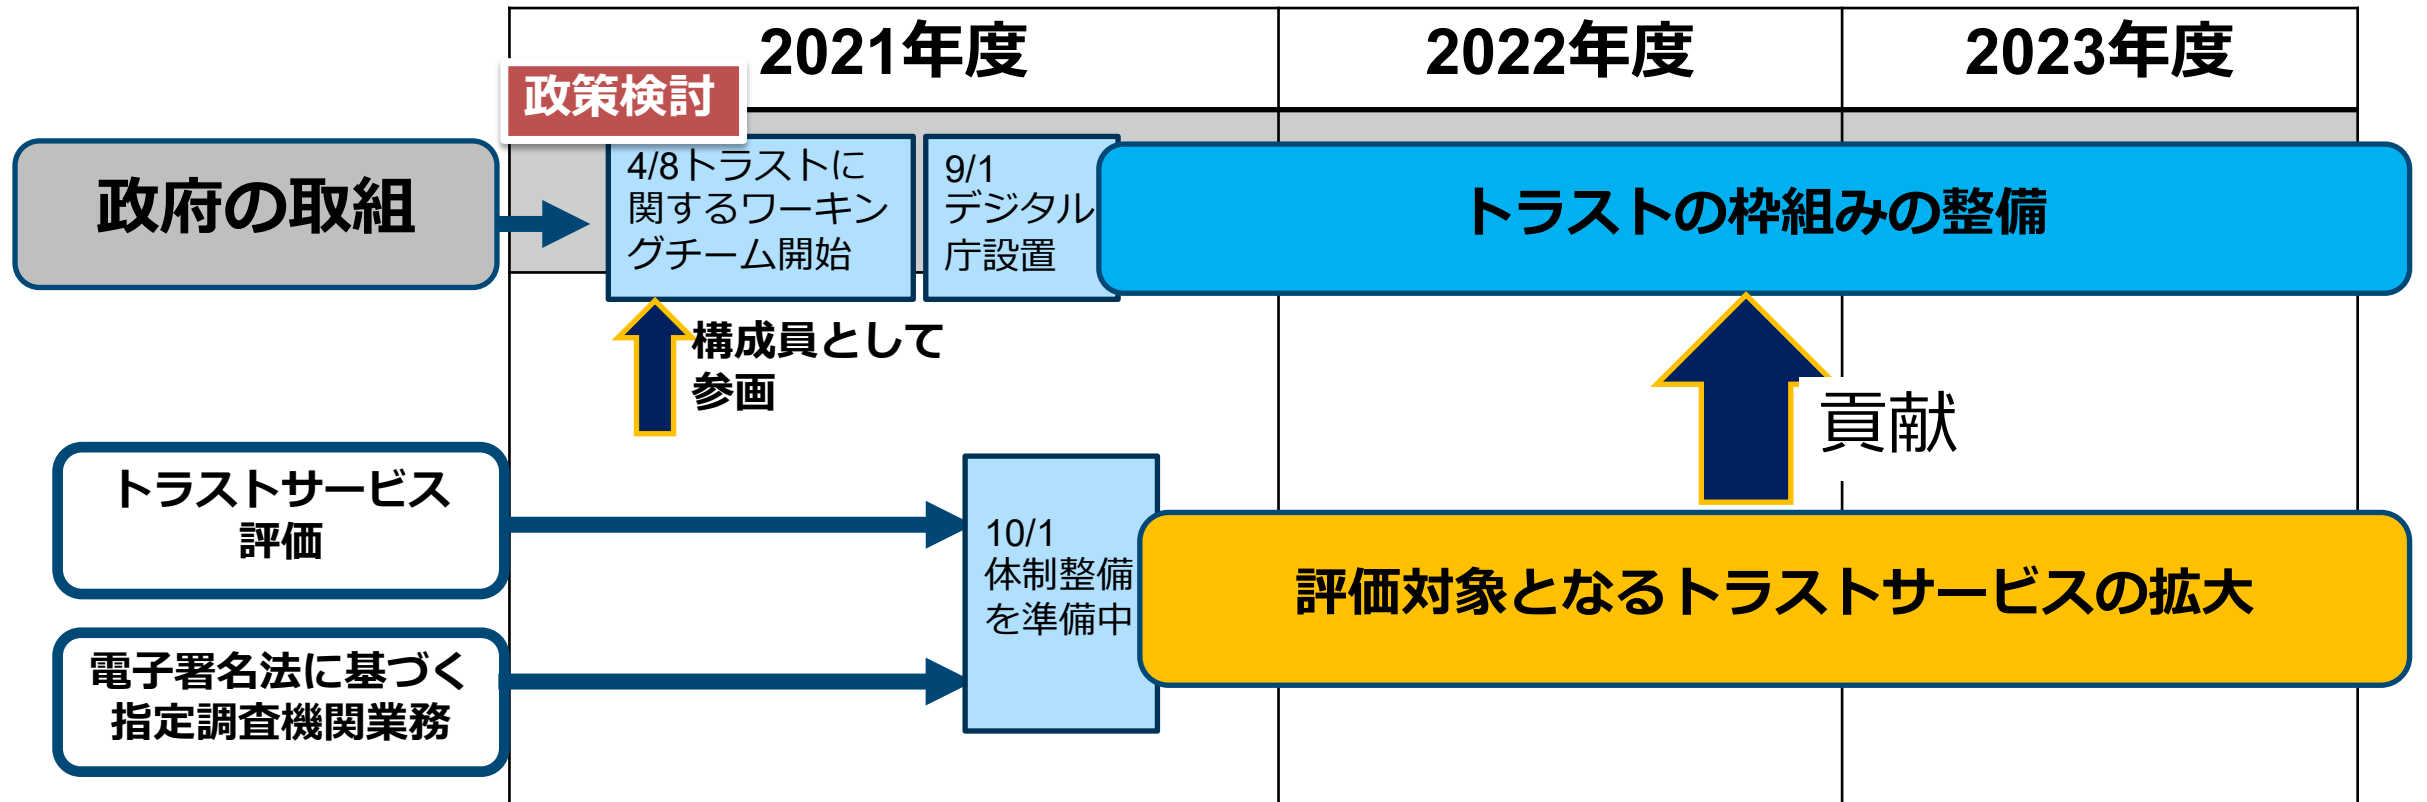 2021年度
2022年度
2023年度
政策検討
政府の取組
4/8トラストに
関するワーキン
グチーム開始
9/1
デジタル
庁設置
トラストの枠組みの整備
構成員として
参画
貢献
トラストサービス
評価
10/1
体制整備
を準備中
評価対象となるトラストサービスの拡大
電子署名法に基づく
指定調査機関業務